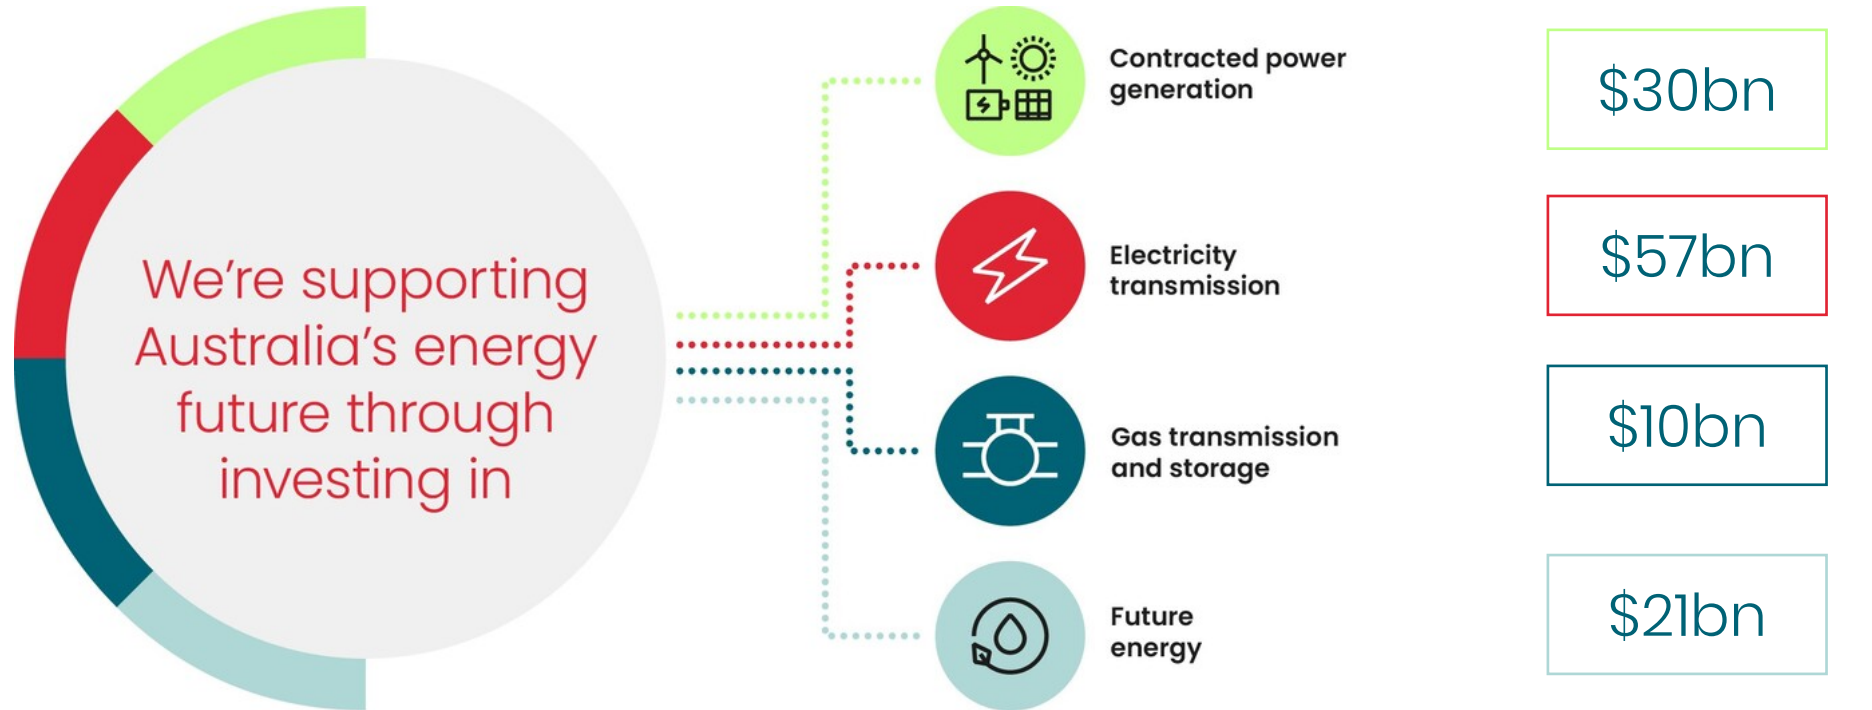 We're supporting
Australia's energy
future through
investing in
Contracted power
generation
$30bn
Electricity
transmission
$57bn
Gas transmission
and storage
$10bn
Future
energy
$21bn